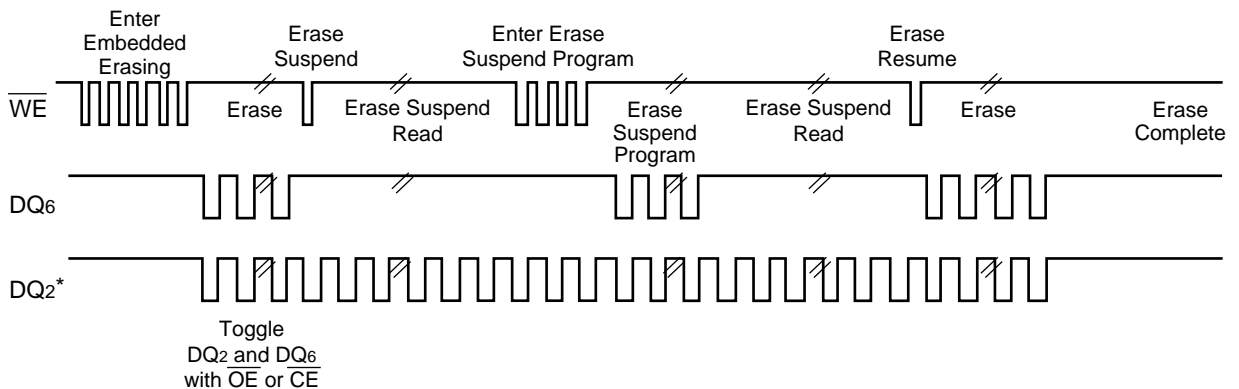 Enter
Embedded
Erasing
Erase
Suspend
Enter Erase
Suspend Program
Erase
Resume
WE
Erase
Erase Suspend
Read
Erase
Suspend
Program
Erase Suspend
Read
Erase
Erase
Complete
DQ6
DQ2*
Toggle
DQ2 and DQ6
with OE or CE